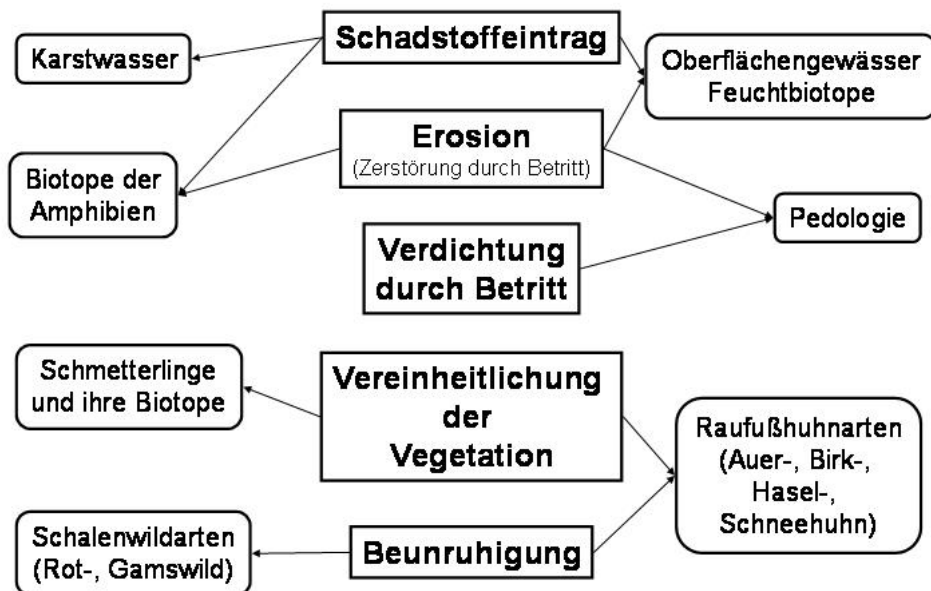 Schadstoffeintrag
Karstwasser
Oberflächengewässer
Feuchtbiotope
Erosion
(Zerstörung durch Betritt)
Biotope der
Amphibien
Pedologie
Verdichtung
durch Betritt
Schmetterlinge
und ihre Biotope
Vereinheitlichung
der
Vegetation
Raufußhuhnarten
(Auer-, Birk-,
Hasel-,
Schneehuhn)
Schalenwildarten
(Rot-, Gamswild)
Beunruhigung